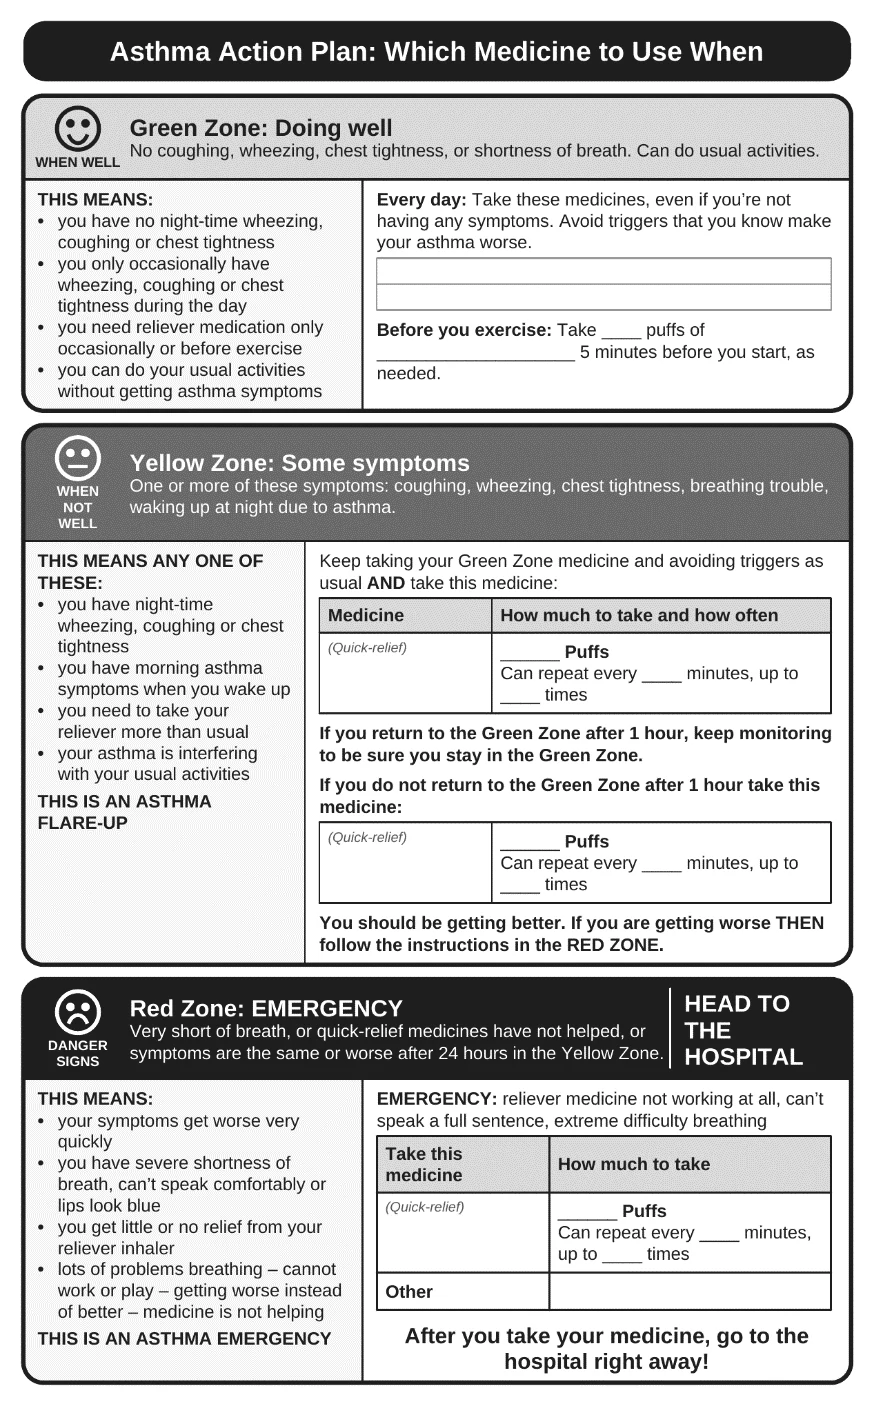 Asthma Action Plan: Which Medicine to Use When
WHEN WELL
Green Zone: Doing well
No coughing, wheezing, chest tightness, or shortness of breath. Can do usual activities.
THIS MEANS:
• you have no night-time wheezing,
coughing or chest tightness
• you only occasionally have
wheezing, coughing or chest
tightness during the day
• you need reliever medication only
occasionally or before exercise
• you can do your usual activities
without getting asthma symptoms
Every day: Take these medicines, even if you’re not
having any symptoms. Avoid triggers that you know make
your asthma worse.
Before you exercise: Take ____ puffs of
____________________ 5 minutes before you start, as
needed.
WHEN
NOT
WELL
Yellow Zone: Some symptoms
One or more of these symptoms: coughing, wheezing, chest tightness, breathing trouble,
waking up at night due to asthma.
THIS MEANS ANY ONE OF
THESE:
• you have night-time
wheezing, coughing or chest
tightness
• you have morning asthma
symptoms when you wake up
• you need to take your
reliever more than usual
• your asthma is interfering
with your usual activities
THIS IS AN ASTHMA
FLARE-UP
Keep taking your Green Zone medicine and avoiding triggers as
usual AND take this medicine:
Medicine
How much to take and how often
(Quick-relief)
______ Puffs
Can repeat every ____ minutes, up to
____ times
If you return to the Green Zone after 1 hour, keep monitoring
to be sure you stay in the Green Zone.
If you do not return to the Green Zone after 1 hour take this
medicine:
(Quick-relief)
______ Puffs
Can repeat every ____ minutes, up to
____ times
You should be getting better. If you are getting worse THEN
follow the instructions in the RED ZONE.
DANGER
SIGNS
Red Zone: EMERGENCY
Very short of breath, or quick-relief medicines have not helped, or
symptoms are the same or worse after 24 hours in the Yellow Zone.
HEAD TO
THE
HOSPITAL
THIS MEANS:
• your symptoms get worse very
quickly
• you have severe shortness of
breath, can’t speak comfortably or
lips look blue
• you get little or no relief from your
reliever inhaler
• lots of problems breathing – cannot
work or play – getting worse instead
of better – medicine is not helping
THIS IS AN ASTHMA EMERGENCY
EMERGENCY: reliever medicine not working at all, can’t
speak a full sentence, extreme difficulty breathing
Take this
medicine
How much to take
(Quick-relief)
______ Puffs
Can repeat every ____ minutes,
up to ____ times
Other
After you take your medicine, go to the
hospital right away!